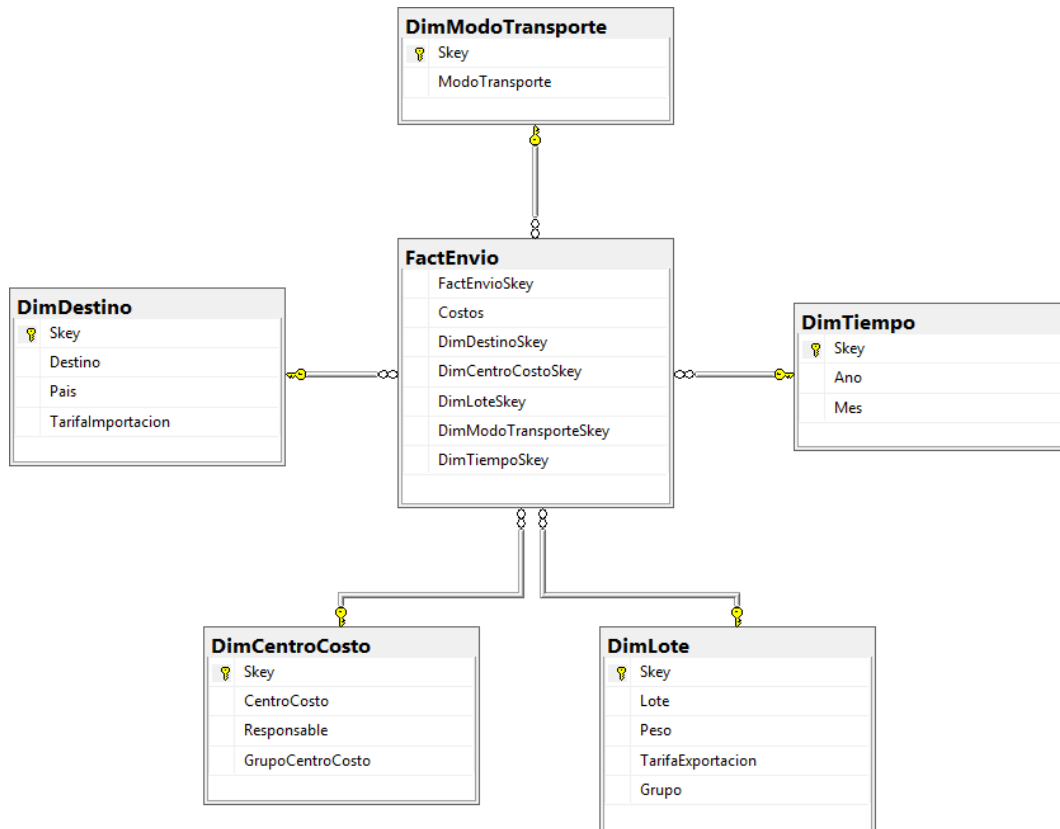 DimModoTransporte
Skey
ModoTransporte
FactEnvio
FactEnvioSkey
Costos
DimDestinoSkey
DimCentroCostoSkey
DimLoteSkey
DimModoTransporteSkey
DimTiempoSkey
DimDestino
Skey
Destino
Pais
TarifaImportacion
DimTiempo
Skey
Ano
Mes
DimCentroCosto
Skey
CentroCosto
Responsable
GrupoCentroCosto
DimLote
Skey
Lote
Peso
TarifaExportacion
Grupo